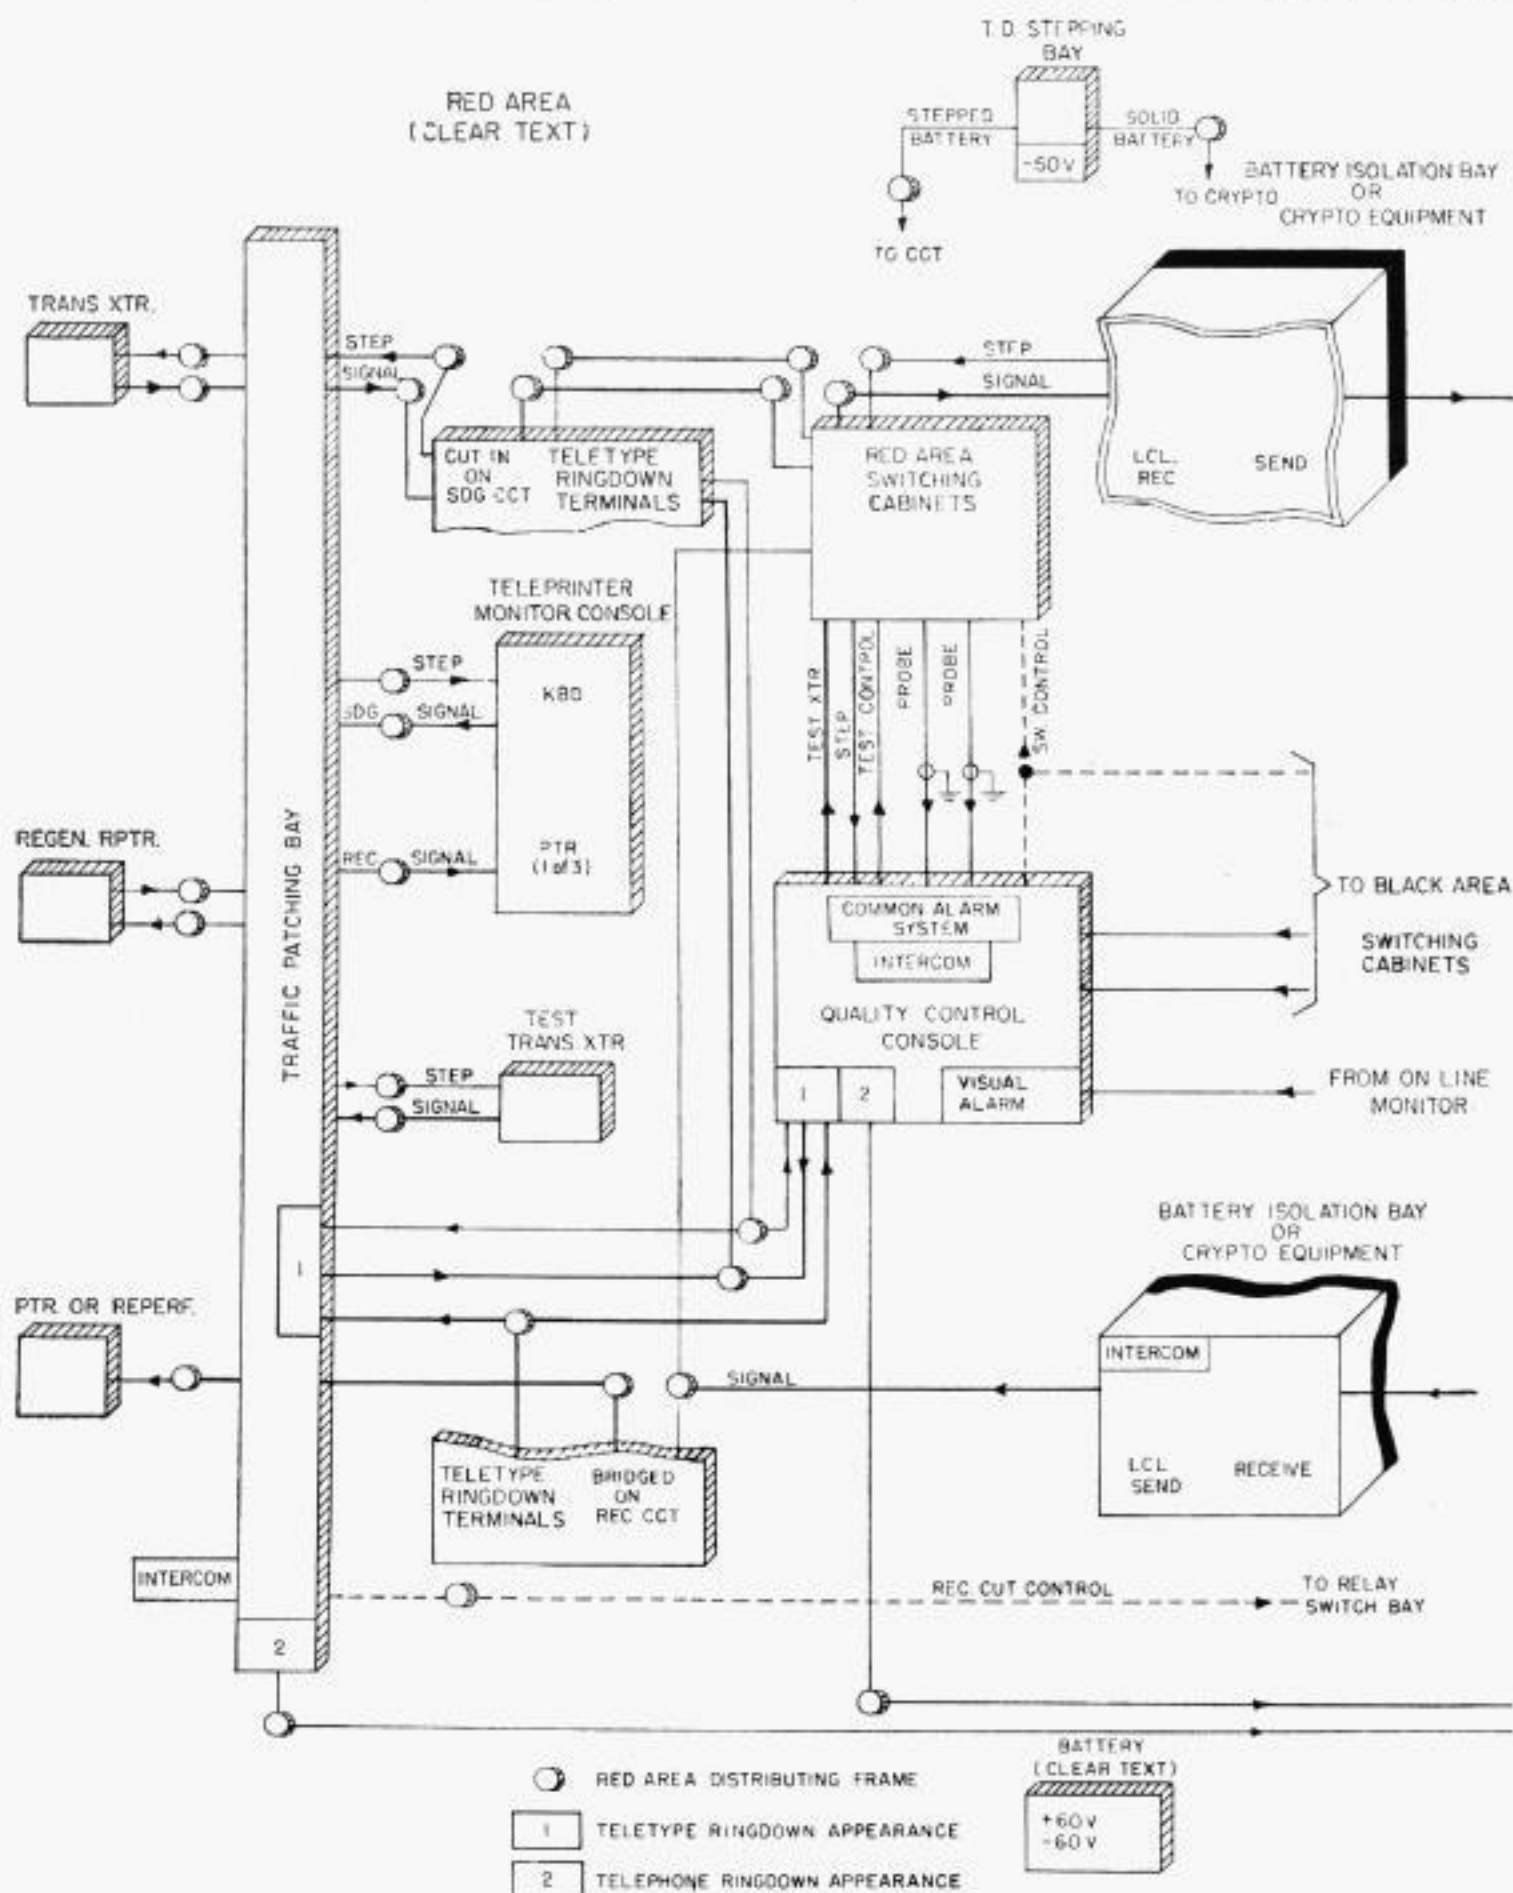 T.D. STEPPING
BAY
RED AREA
(CLEAR TEXT)
STEPPED
BATTERY
SOLID
BATTERY
-50V
TO CRYPTO
TO CCT
BATTERY ISOLATION BAY
OR
CRYPTO EQUIPMENT
TRANS XTR.
STEP
SIGNAL
STEP
SIGNAL
CUT IN
ON
SDG CCT
TELETYPE
RINGDOWN
TERMINALS
RED AREA
SWITCHING
CABINETS
LCL.
REC
SEND
TELEPRINTER
MONITOR CONSOLE
STEP
KBD
SDG
SIGNAL
REC
SIGNAL
PTR
(1 of 3)
TEST XTR
STEP
TEST CONTROL
PROBE
PROBE
SW. CONTROL
REGEN. RPTR.
TRAFFIC PATCHING BAY
TO BLACK AREA
SWITCHING
CABINETS
COMMON ALARM
SYSTEM
INTERCOM
QUALITY CONTROL
CONSOLE
1
2
VISUAL
ALARM
FROM ON LINE
MONITOR
TEST
TRANS. XTR
STEP
SIGNAL
1
BATTERY ISOLATION BAY
OR
CRYPTO EQUIPMENT
PTR. OR REPERF.
INTERCOM
SIGNAL
LCL
SEND
RECEIVE
TELETYPE
RINGDOWN
TERMINALS
BRIDGED
ON
REC CCT
INTERCOM
REC. CUT CONTROL
TO RELAY
SWITCH BAY
2
RED AREA DISTRIBUTING FRAME
1 TELETYPE RINGDOWN APPEARANCE
2 TELEPHONE RINGDOWN APPEARANCE
BATTERY
(CLEAR TEXT)
+60V
-60V